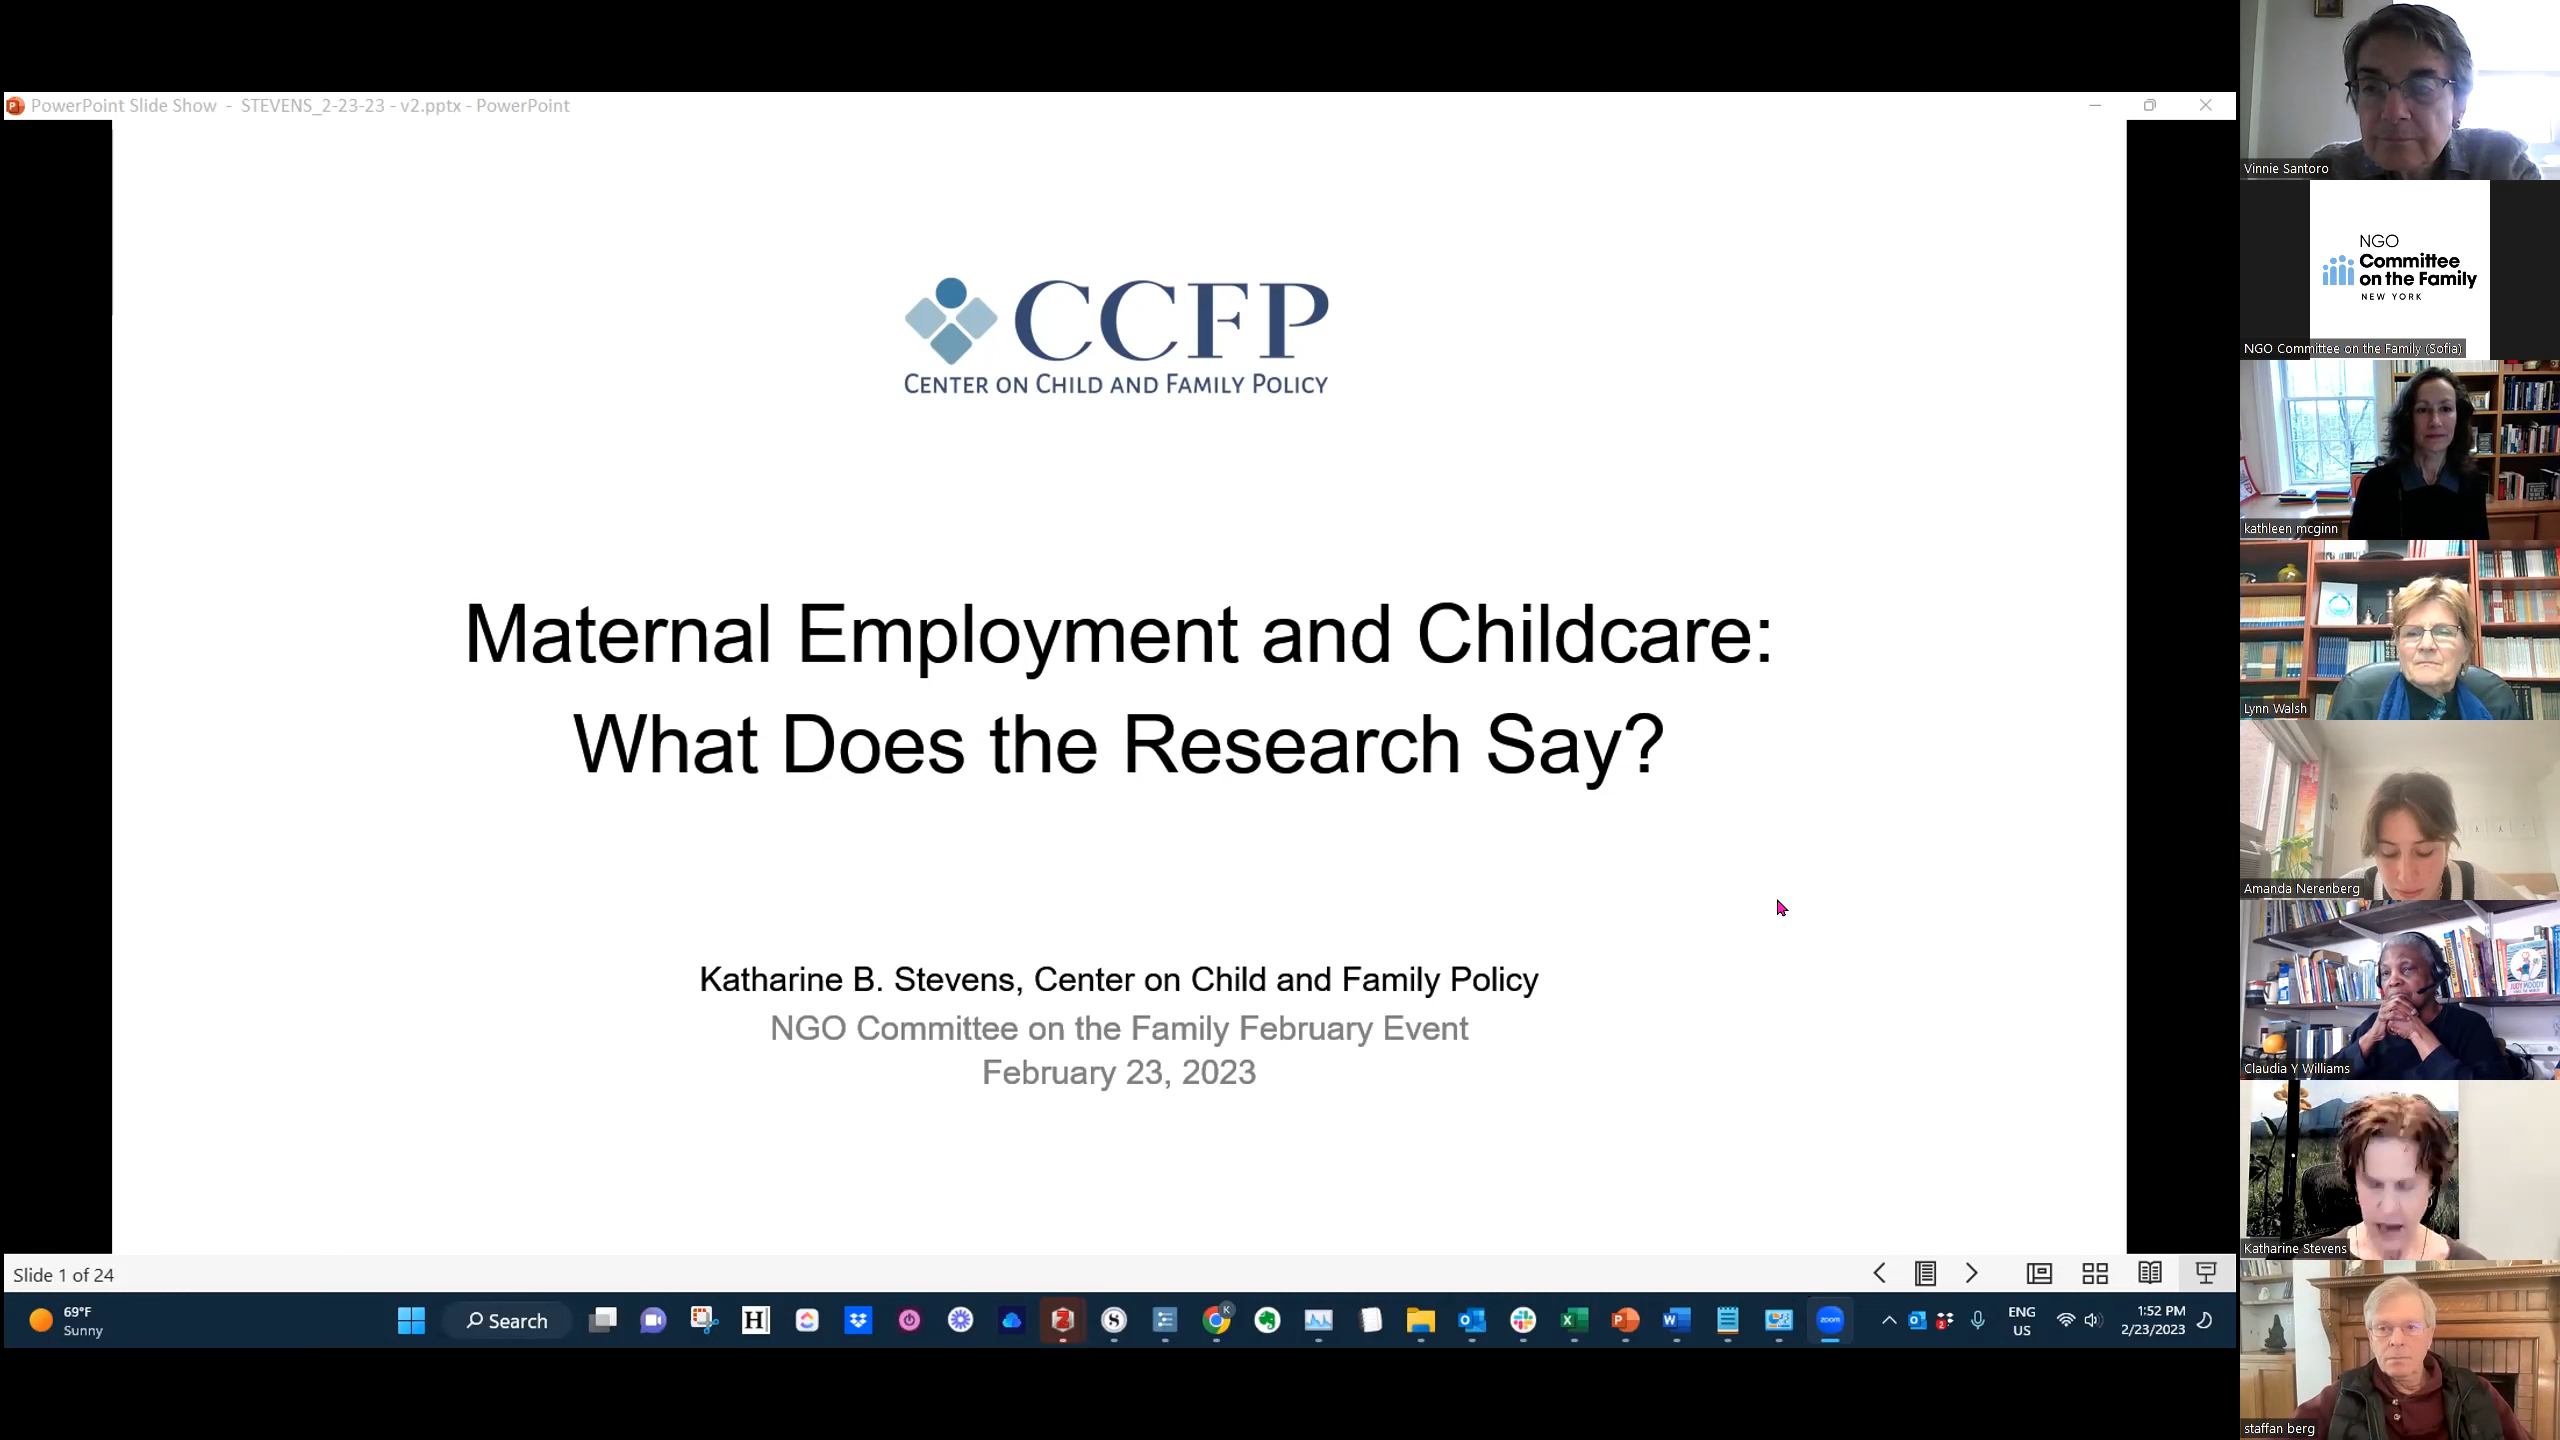 PowerPoint Slide Show - STEVENS_2-23-23 - v2.pptx - PowerPoint
CCFP
CENTER ON CHILD AND FAMILY POLICY
Maternal Employment and Childcare:
What Does the Research Say?
Katharine B. Stevens, Center on Child and Family Policy
NGO Committee on the Family February Event
February 23, 2023
Slide 1 of 24
69°F
Sunny
Search
zoom
ENG
US
1:52 PM
2/23/2023
Vinnie Santoro
NGO
Committee
on the Family
NEW YORK
NGO Committee on the Family (Sofia)
kathleen mcginn
Lynn Walsh
Amanda Nerenberg
JUDY MOODY
Claudia Y Williams
Katharine Stevens
staffan berg